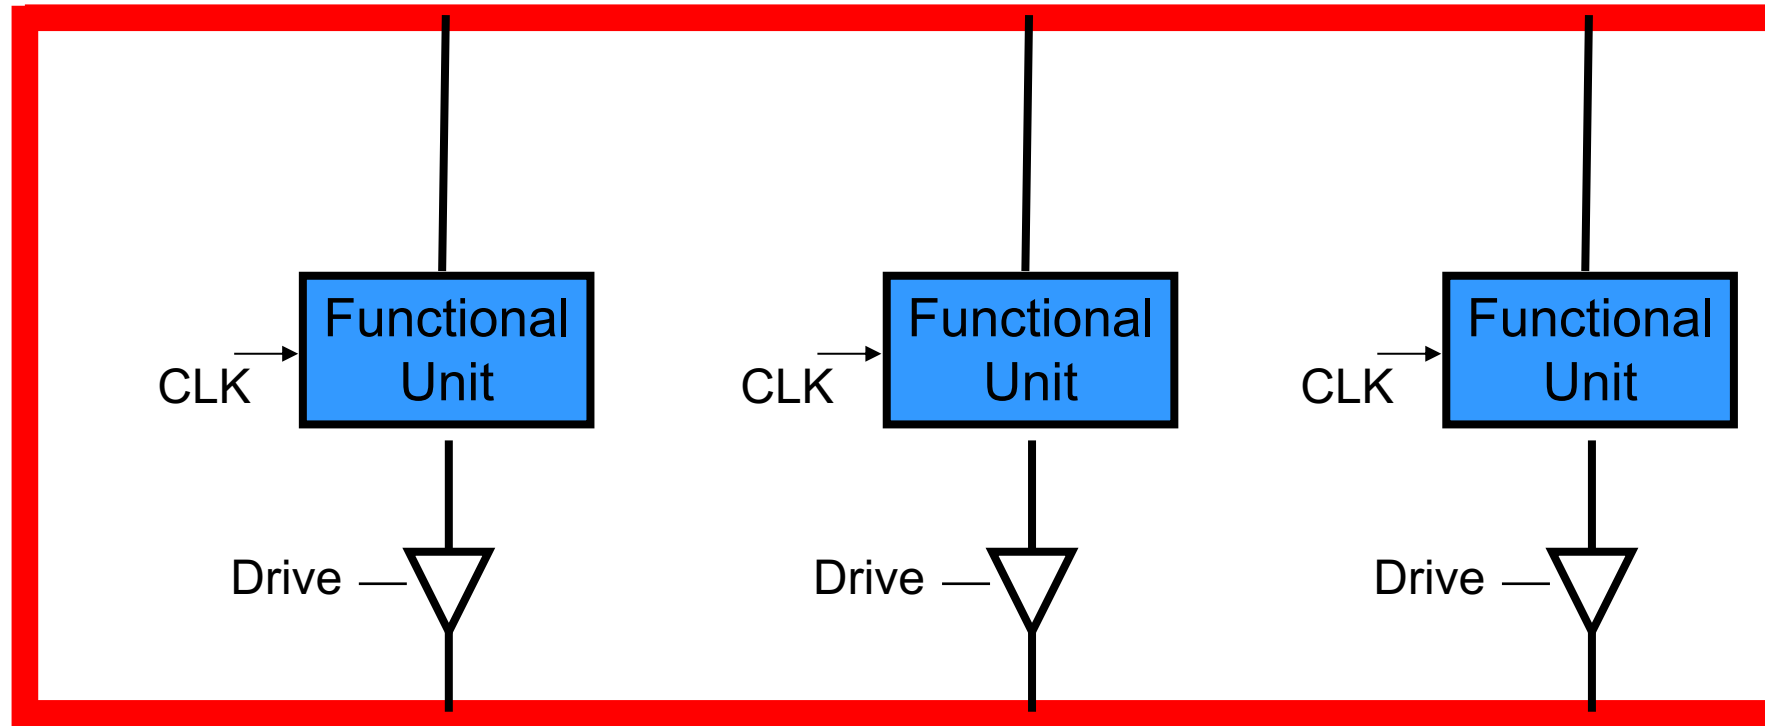 Functional
Unit
CLK
Drive
Functional
Unit
CLK
Drive
Functional
Unit
CLK
Drive